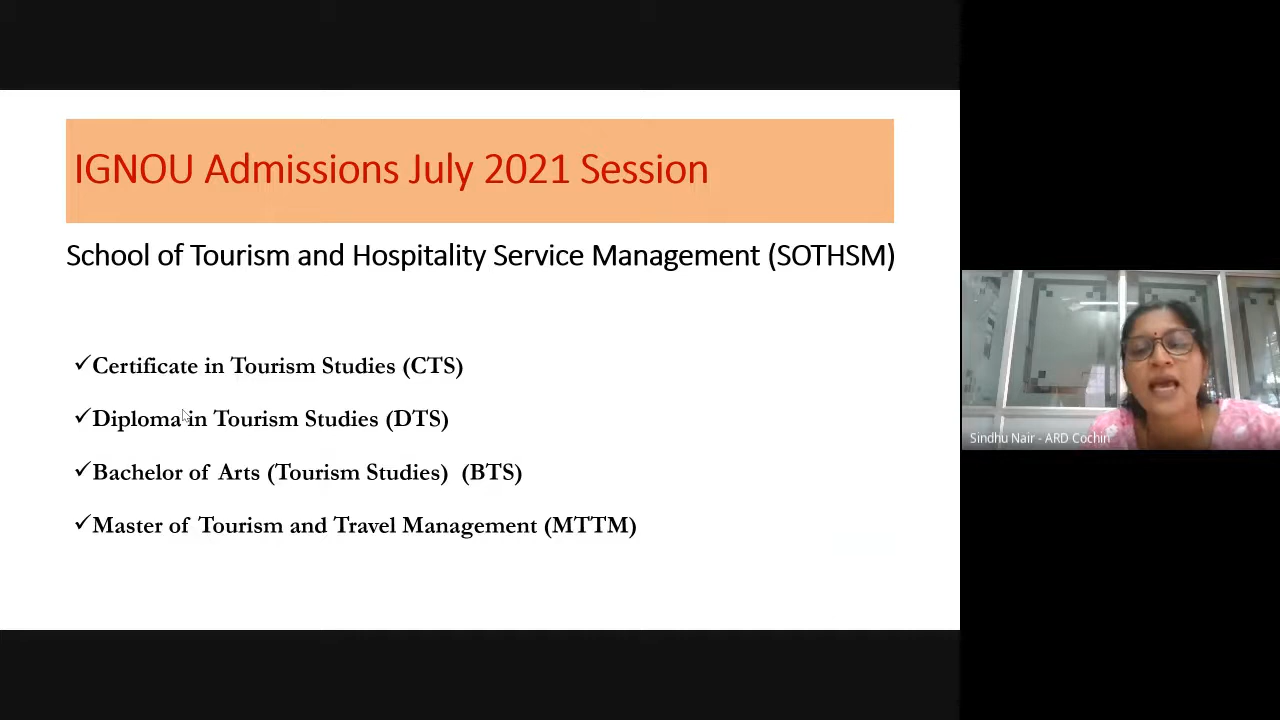 IGNOU Admissions July 2021 Session
School of Tourism and Hospitality Service Management (SOTHSM)
✓Certificate in Tourism Studies (CTS)
✓Diploma in Tourism Studies (DTS)
✓Bachelor of Arts (Tourism Studies) (BTS)
✓Master of Tourism and Travel Management (MTTM)
Sindhu Nair - ARD Cochin